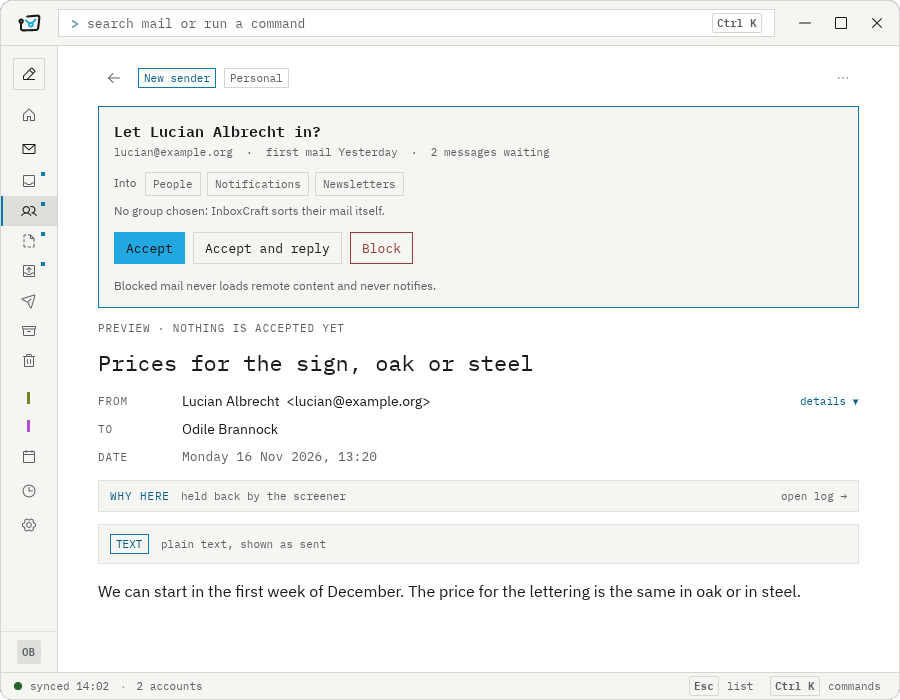 > search mail or run a command Ctrl K
New sender Personal ...
Let Lucian Albrecht in?
lucian@example.org · first mail Yesterday · 2 messages waiting
Into People Notifications Newsletters
No group chosen: InboxCraft sorts their mail itself.
Accept Accept and reply Block
Blocked mail never loads remote content and never notifies.
PREVIEW · NOTHING IS ACCEPTED YET
Prices for the sign, oak or steel
FROM Lucian Albrecht <lucian@example.org> details ▾
TO Odile Brannock
DATE Monday 16 Nov 2026, 13:20
WHY HERE held back by the screener open log →
TEXT plain text, shown as sent
We can start in the first week of December. The price for the lettering is the same in oak or in steel.
OB
synced 14:02 · 2 accounts Esc list Ctrl K commands